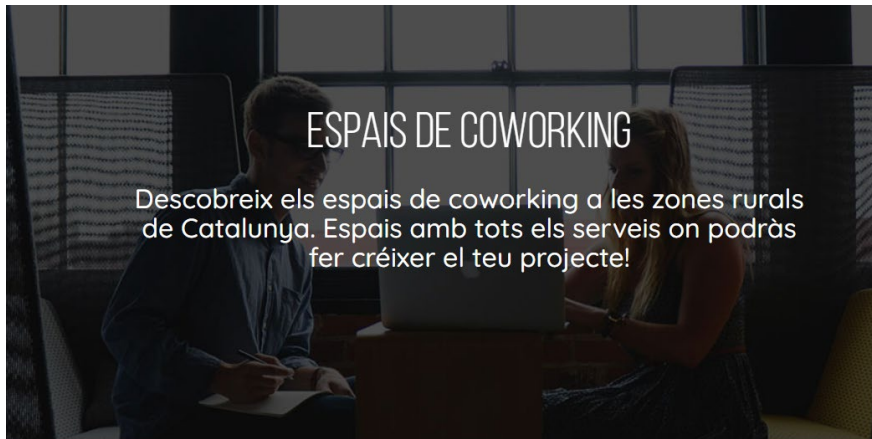 ESPAIS DE COWORKING
Descobreix els espais de coworking a les zones rurals
de Catalunya. Espais amb tots els serveis on podràs
fer créixer el teu projecte!